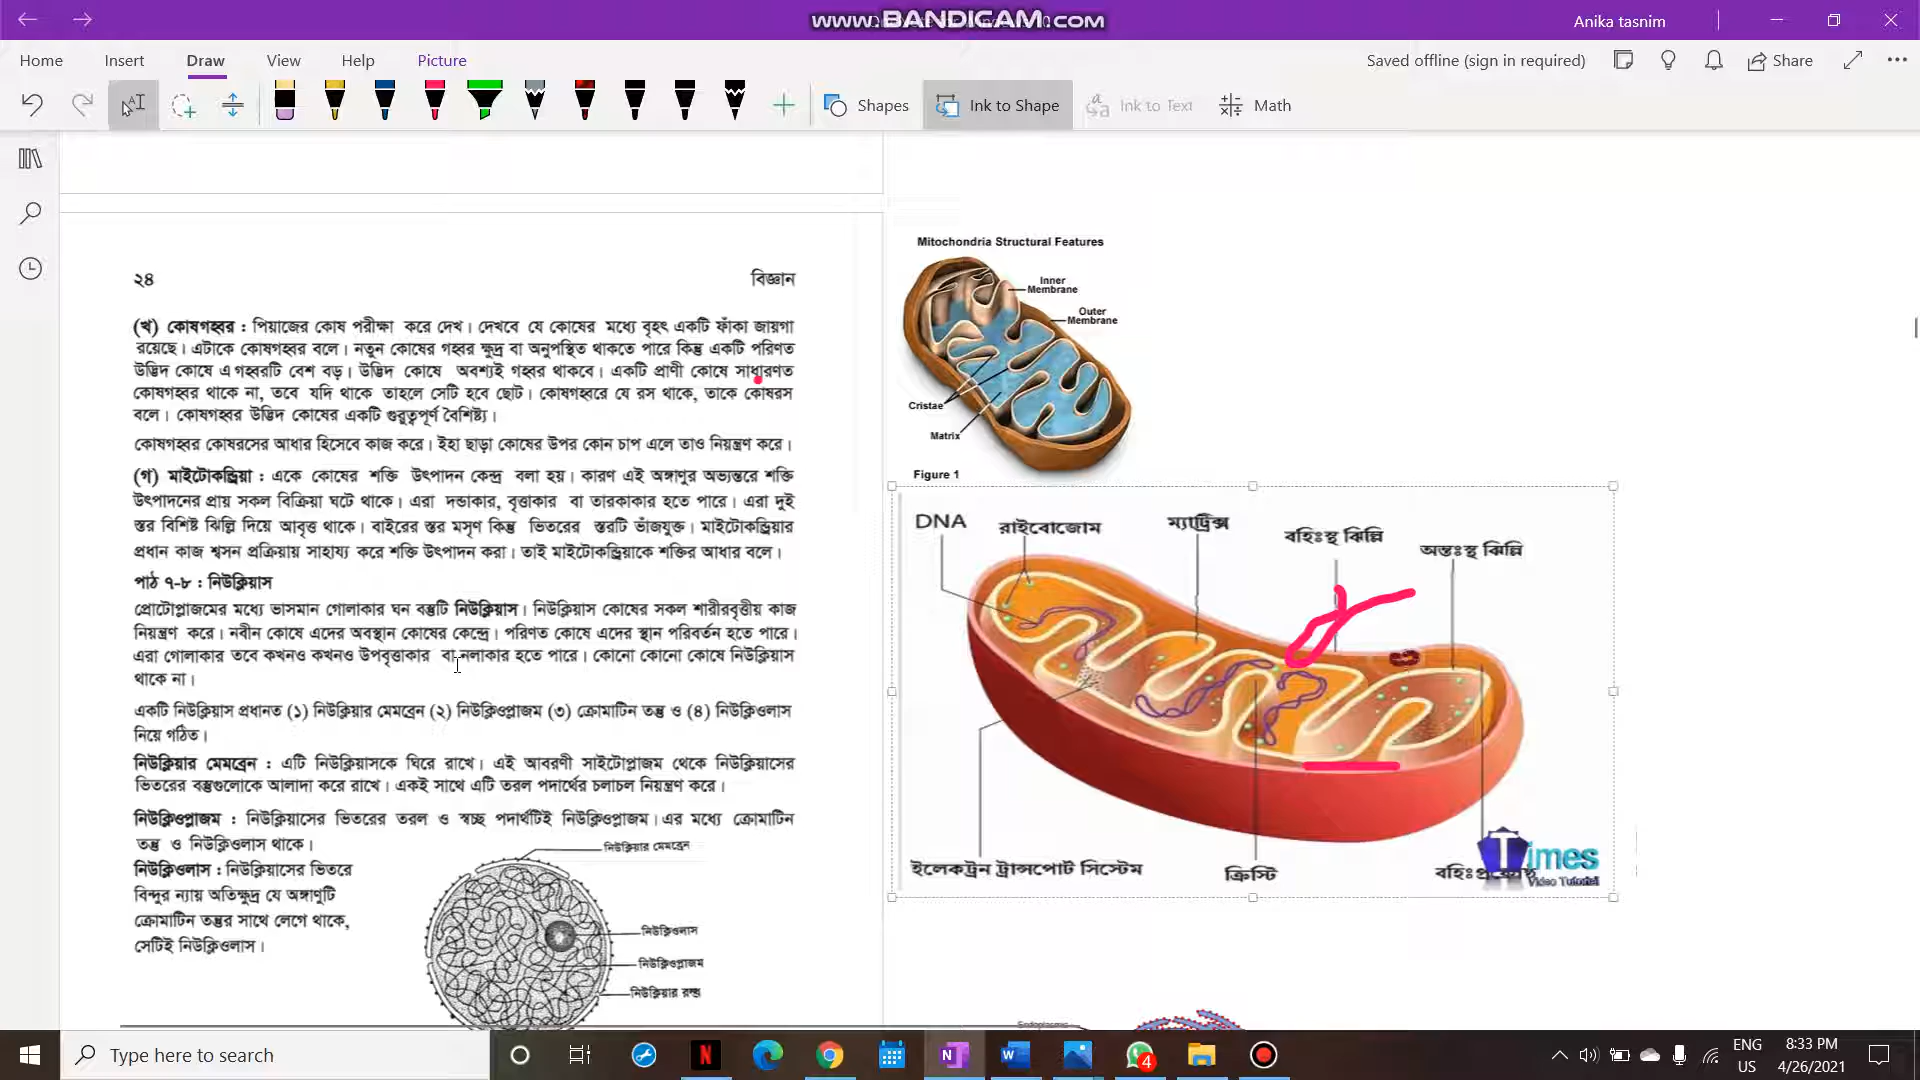 www.BANDICAM.com
Anika tasnim
Home Insert Draw View Help Picture
Saved offline (sign in required)
Share
Shapes
Ink to Shape
Ink to Text
Math
২৪ বিজ্ঞান
(খ) কোষগহ্বর : পিয়াজের কোষ পরীক্ষা করে দেখ। দেখবে যে কোষের মধ্যে বৃহৎ একটি ফাঁকা জায়গা
রয়েছে। এটাকে কোষগহ্বর বলে। নতুন কোষের গহ্বর ক্ষুদ্র বা অনুপস্থিত থাকতে পারে কিন্তু একটি পরিণত
উদ্ভিদ কোষে এ গহ্বরটি বেশ বড়। উদ্ভিদ কোষে অবশ্যই গহ্বর থাকবে। একটি প্রাণী কোষে সাধারণত
কোষগহ্বর থাকে না, তবে যদি থাকে তাহলে সেটি হবে ছোট। কোষগহ্বরে যে রস থাকে, তাকে কোষরস
বলে। কোষগহ্বর উদ্ভিদ কোষের একটি গুরুত্বপূর্ণ বৈশিষ্ট্য।
কোষগহ্বর কোষরসের আধার হিসেবে কাজ করে। ইহা ছাড়া কোষের উপর কোন চাপ এলে তাও নিয়ন্ত্রণ করে।
(গ) মাইটোকন্ড্রিয়া : একে কোষের শক্তি উৎপাদন কেন্দ্র বলা হয়। কারণ এই অঙ্গাণুর অভ্যন্তরে শক্তি
উৎপাদনের প্রায় সকল বিক্রিয়া ঘটে থাকে। এরা দন্ডাকার, বৃত্তাকার বা তারকাকার হতে পারে। এরা দুই
স্তর বিশিষ্ট ঝিল্লি দিয়ে আবৃত্ত থাকে। বাইরের স্তর মসৃণ কিন্তু ভিতরের স্তরটি ভাঁজযুক্ত। মাইটোকন্ড্রিয়ার
প্রধান কাজ শ্বসন প্রক্রিয়ায় সাহায্য করে শক্তি উৎপাদন করা। তাই মাইটোকন্ড্রিয়াকে শক্তির আধার বলে।
পাঠ ৭-৮ : নিউক্লিয়াস
প্রোটোপ্লাজমের মধ্যে ভাসমান গোলাকার ঘন বস্তুটি নিউক্লিয়াস। নিউক্লিয়াস কোষের সকল শারীরবৃত্তীয় কাজ
নিয়ন্ত্রণ করে। নবীন কোষে এদের অবস্থান কোষের কেন্দ্রে। পরিণত কোষে এদের স্থান পরিবর্তন হতে পারে।
এরা গোলাকার তবে কখনও কখনও উপবৃত্তাকার বা নলাকার হতে পারে। কোনো কোনো কোষে নিউক্লিয়াস
থাকে না।
একটি নিউক্লিয়াস প্রধানত (১) নিউক্লিয়ার মেমব্রেন (২) নিউক্লিওপ্লাজম (৩) ক্রোমাটিন তন্তু ও (৪) নিউক্লিওলাস
নিয়ে গঠিত।
নিউক্লিয়ার মেমব্রেন : এটি নিউক্লিয়াসকে ঘিরে রাখে। এই আবরণী সাইটোপ্লাজম থেকে নিউক্লিয়াসের
ভিতরের বস্তুগুলোকে আলাদা করে রাখে। একই সাথে এটি তরল পদার্থের চলাচল নিয়ন্ত্রণ করে।
নিউক্লিওপ্লাজম : নিউক্লিয়াসের ভিতরের তরল ও স্বচ্ছ পদার্থটিই নিউক্লিওপ্লাজম। এর মধ্যে ক্রোমাটিন
তন্তু ও নিউক্লিওলাস থাকে।
নিউক্লিওলাস : নিউক্লিয়াসের ভিতরে
বিন্দুর ন্যায় অতিক্ষুদ্র যে অঙ্গাণুটি
ক্রোমাটিন তন্তুর সাথে লেগে থাকে,
সেটিই নিউক্লিওলাস।
নিউক্লিয়ার মেমব্রেন
নিউক্লিওলাস
নিউক্লিওপ্লাজম
নিউক্লিয়ার রন্ধ্র
Mitochondria Structural Features
Inner
Membrane
Outer
Membrane
Cristae
Matrix
Figure 1
DNA
রাইবোজোম
ম্যাট্রিক্স
বহিঃস্থ ঝিল্লি
অন্তঃস্থ ঝিল্লি
ইলেকট্রন ট্রান্সপোর্ট সিস্টেম
ক্রিস্টি
Times
Video Tutorial
Endoplasmic
Type here to search
4
ENG
US
8:33 PM
4/26/2021